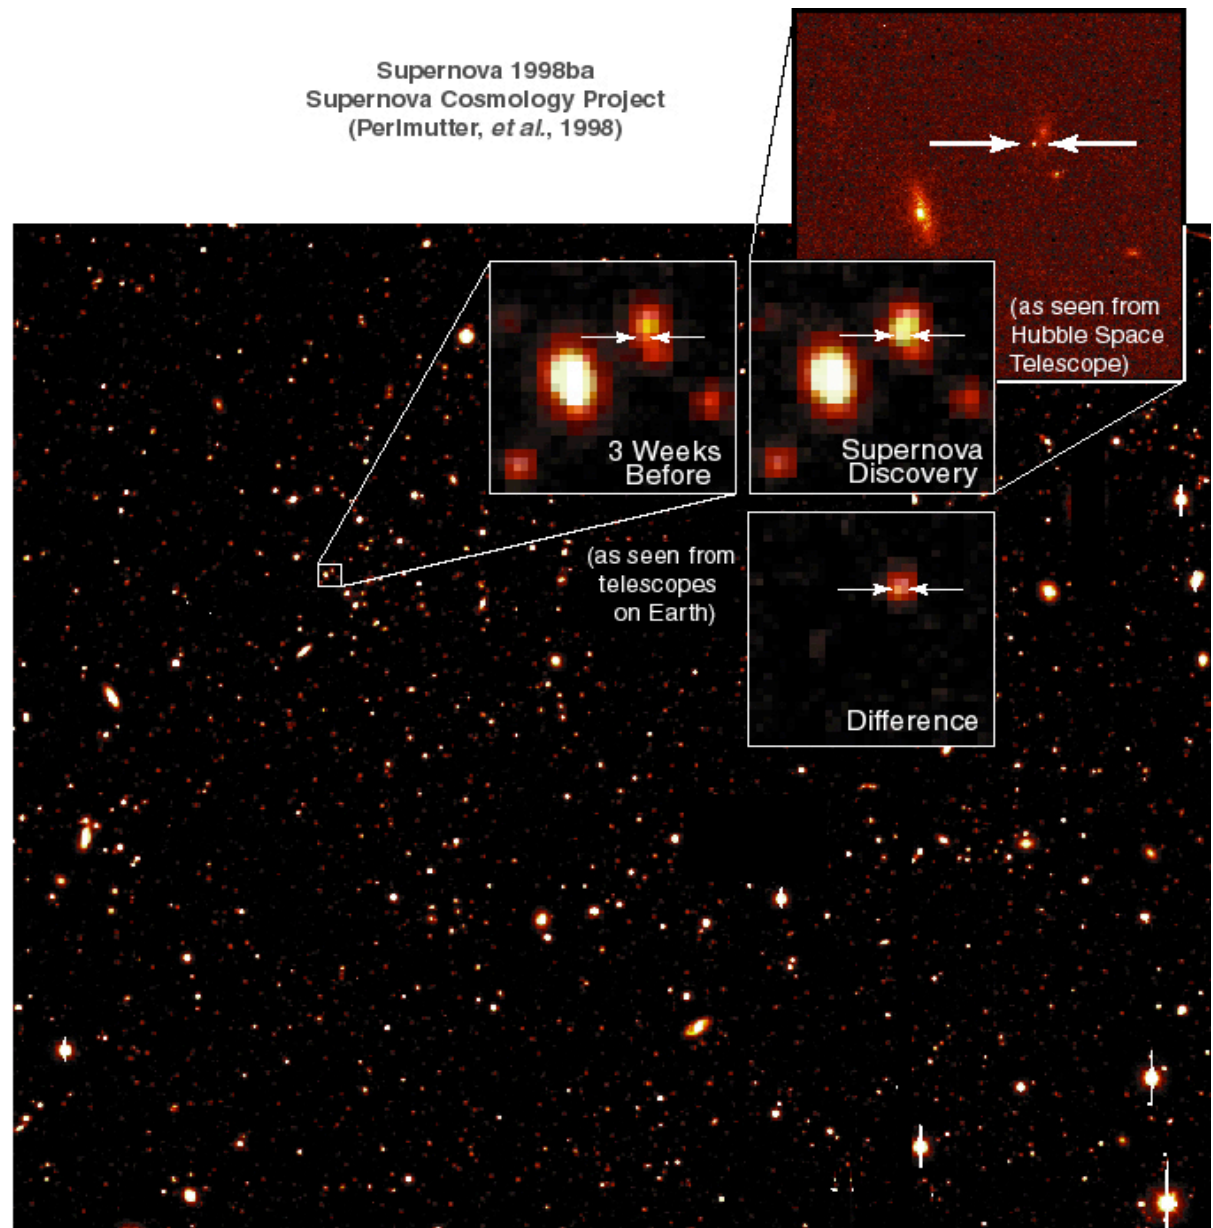 Supernova 1998ba
Supernova Cosmology Project
(Perlmutter, et al., 1998)
(as seen from
Hubble Space
Telescope)
3 Weeks
Before
Supernova
Discovery
(as seen from
telescopes
on Earth)
Difference